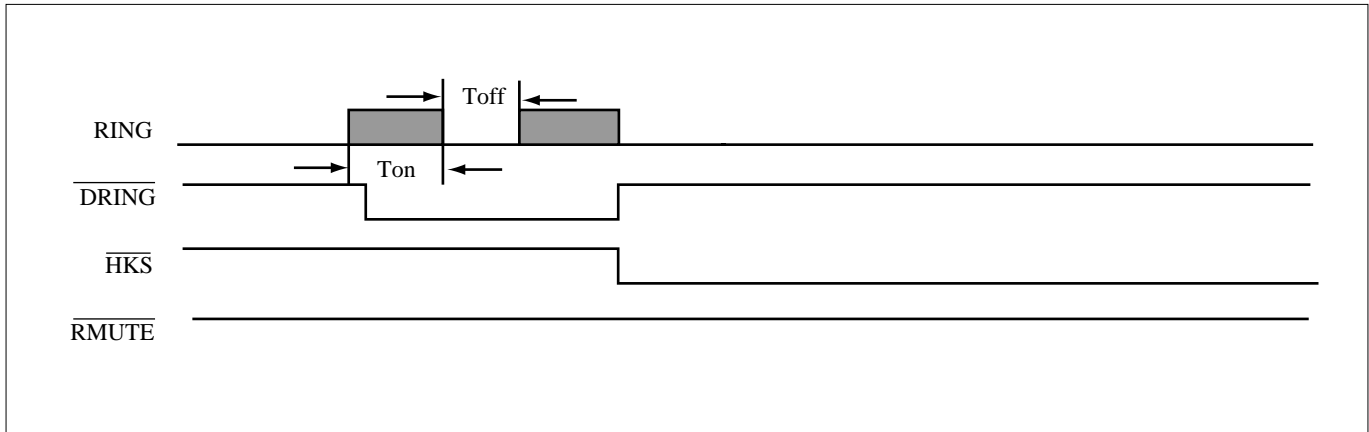 Toff
RING
Ton
DRING
HKS
RMUTE